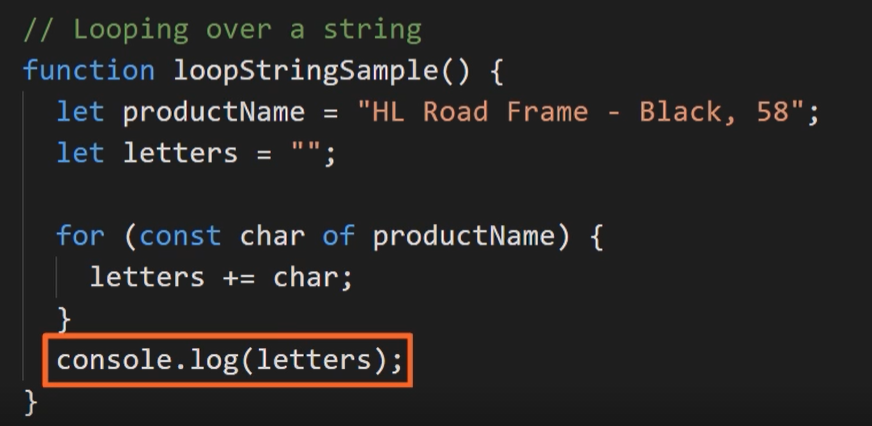 // Looping over a string
function loopStringSample() {
  let productName = "HL Road Frame - Black, 58";
  let letters = "";

  for (const char of productName) {
    letters += char;
  }
  console.log(letters);
}